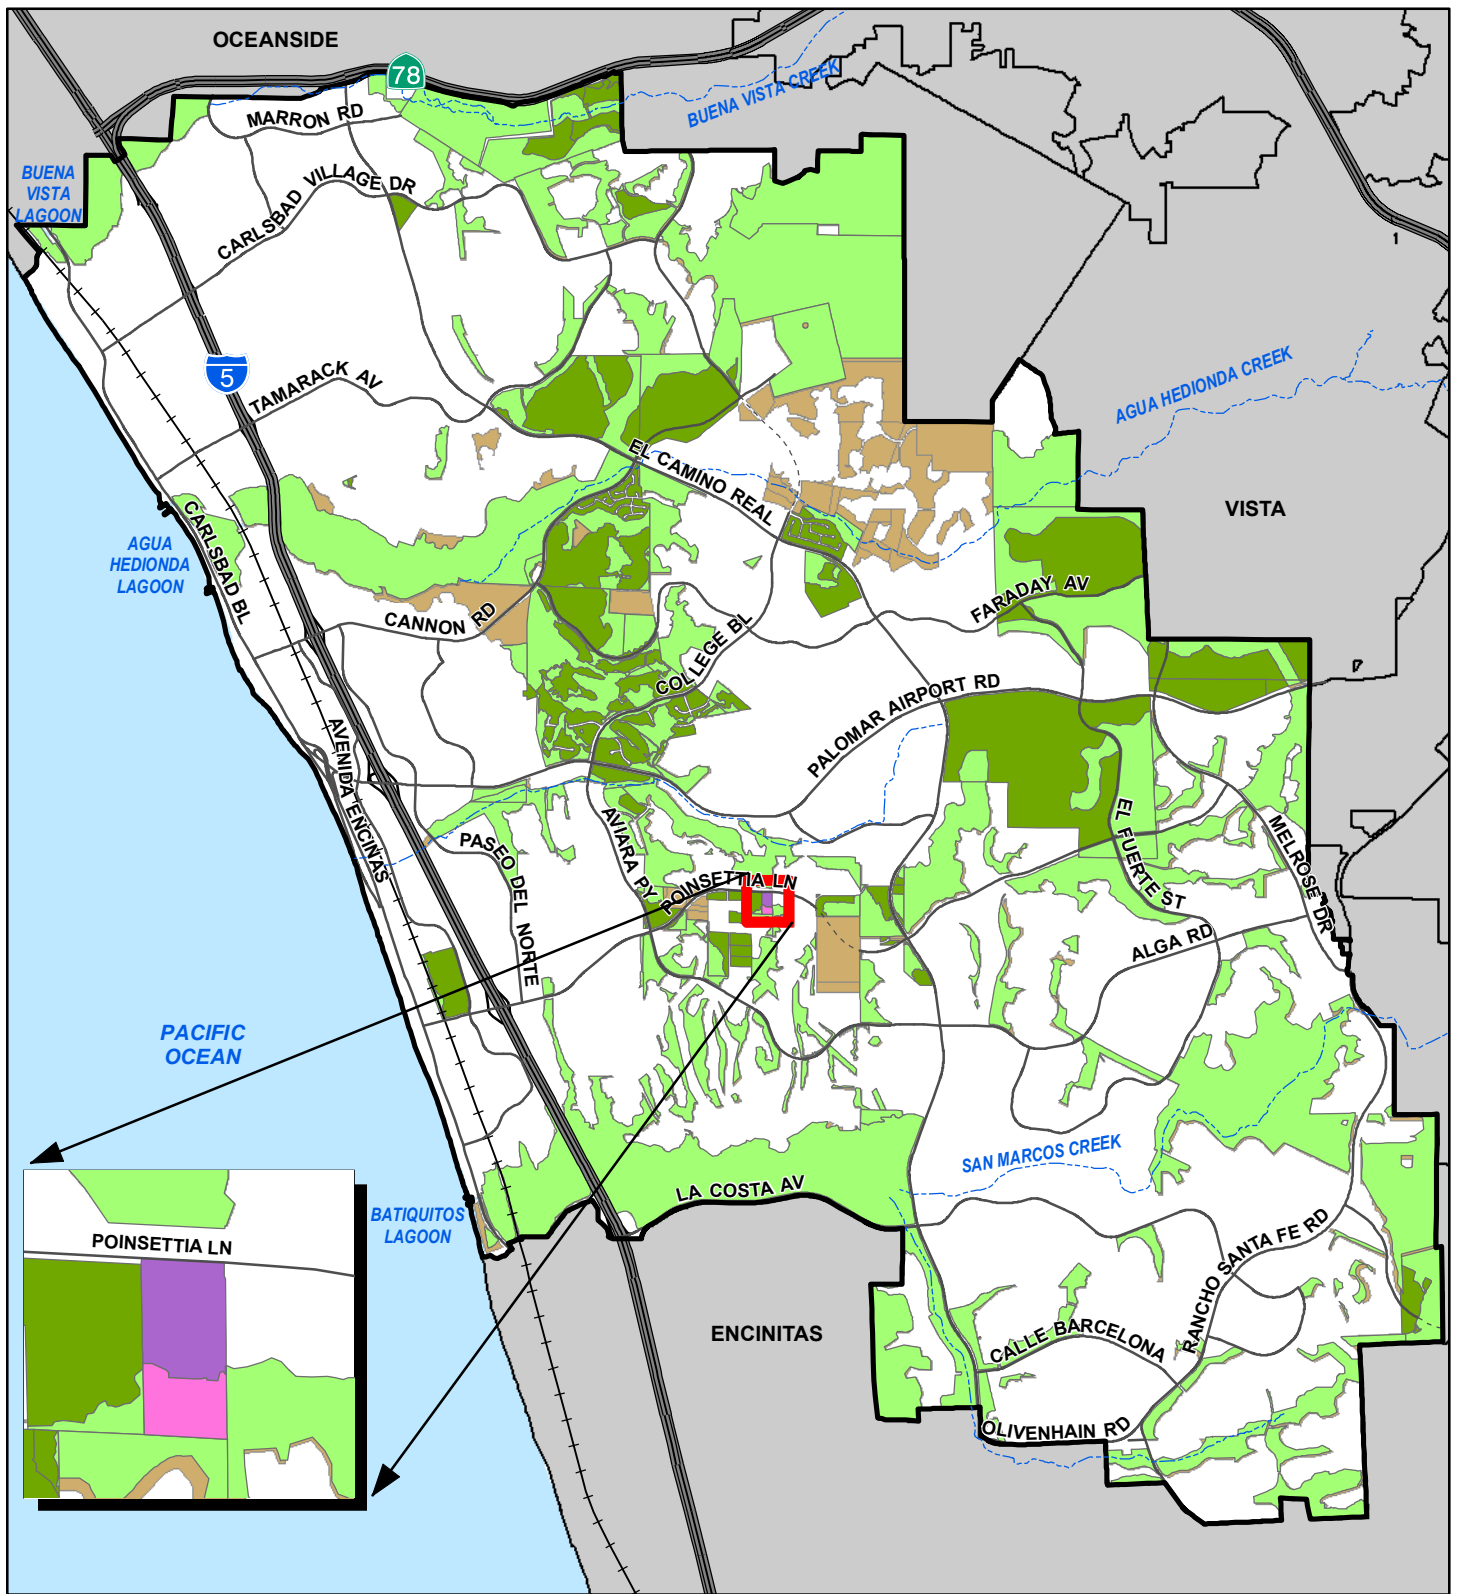 OCEANSIDE
78
BUENA VISTA CREEK
MARRON RD
BUENA
VISTA
LAGOON
CARLSBAD VILLAGE DR
1
5
TAMARACK AV
AGUA HEDIONDA CREEK
EL CAMINO REAL
VISTA
CARLSBAD BL
AGUA
HEDIONDA
LAGOON
CANNON RD
FARADAY AV
COLLEGE BL
PALOMAR AIRPORT RD
AVENIDA ENCINAS
PASEO DEL NORTE
AVIARA PY
POINSETTIA LN
EL FUERTE ST
MELROSE DR
ALGA RD
PACIFIC
OCEAN
SAN MARCOS CREEK
LA COSTA AV
BATIQUITOS
LAGOON
POINSETTIA LN
RANCHO SANTA FE RD
ENCINITAS
CALLE BARCELONA
OLIVENHAIN RD